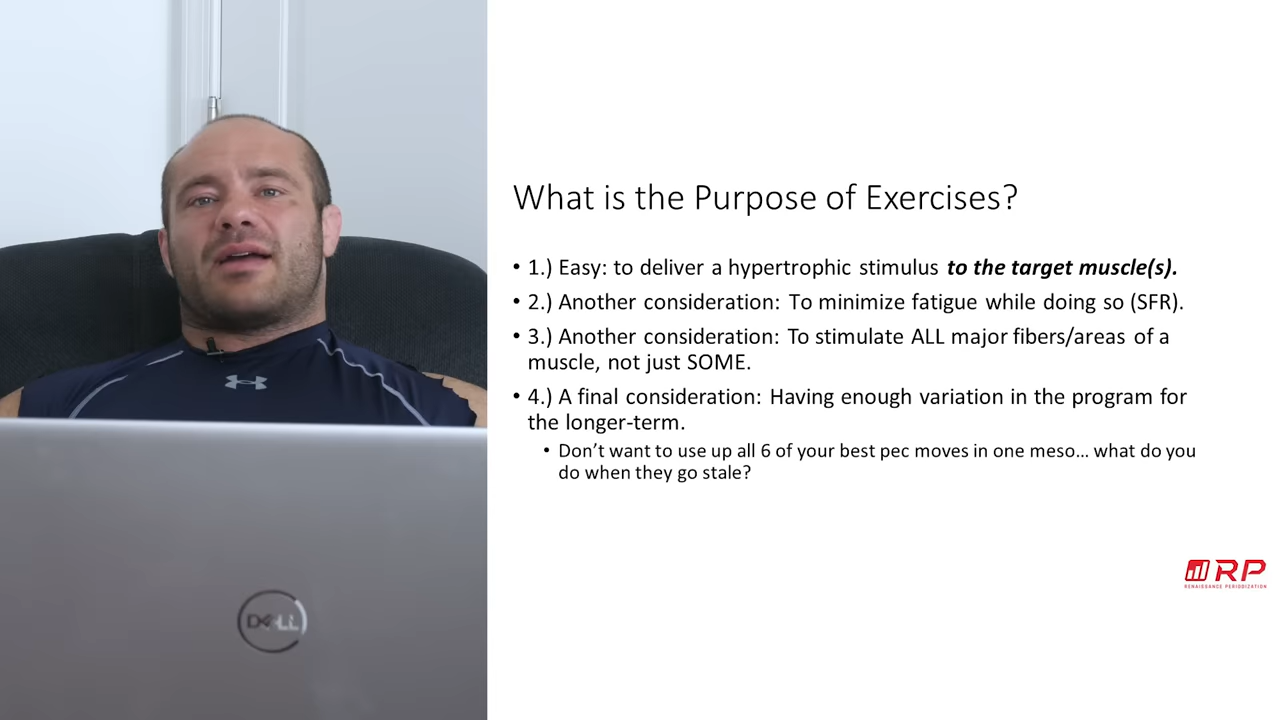 What is the Purpose of Exercises?
• 1.) Easy: to deliver a hypertrophic stimulus to the target muscle(s).
• 2.) Another consideration: To minimize fatigue while doing so (SFR).
• 3.) Another consideration: To stimulate ALL major fibers/areas of a
muscle, not just SOME.
• 4.) A final consideration: Having enough variation in the program for
the longer-term.
• Don’t want to use up all 6 of your best pec moves in one meso… what do you
do when they go stale?
RP
RENAISSANCE PERIODIZATION
DELL